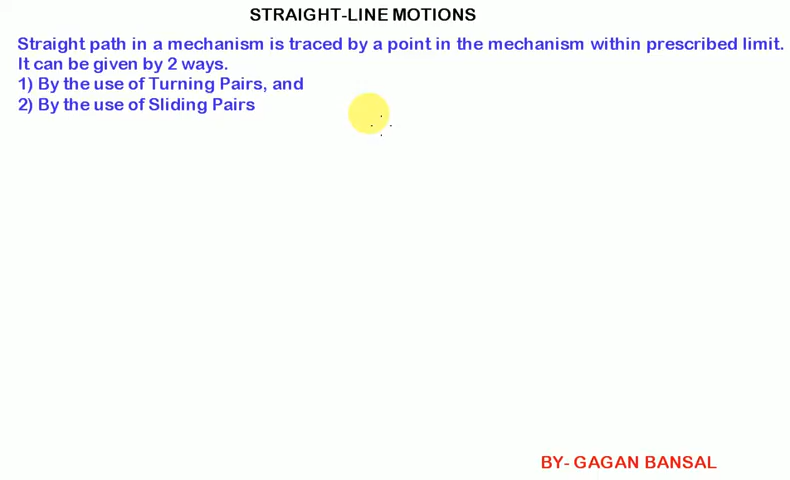 STRAIGHT-LINE MOTIONS
Straight path in a mechanism is traced by a point in the mechanism within prescribed limit.
It can be given by 2 ways.
1) By the use of Turning Pairs, and
2) By the use of Sliding Pairs
BY- GAGAN BANSAL